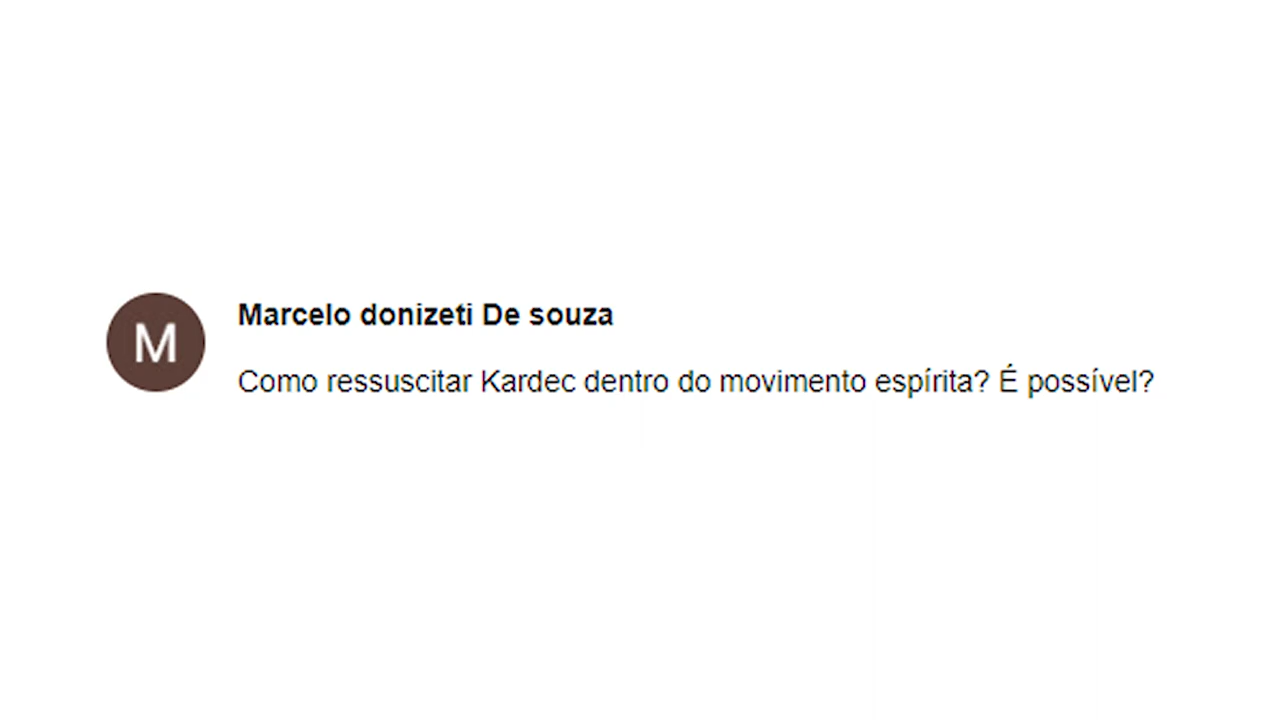 M
Marcelo donizeti De souza
Como ressuscitar Kardec dentro do movimento espírita? É possível?